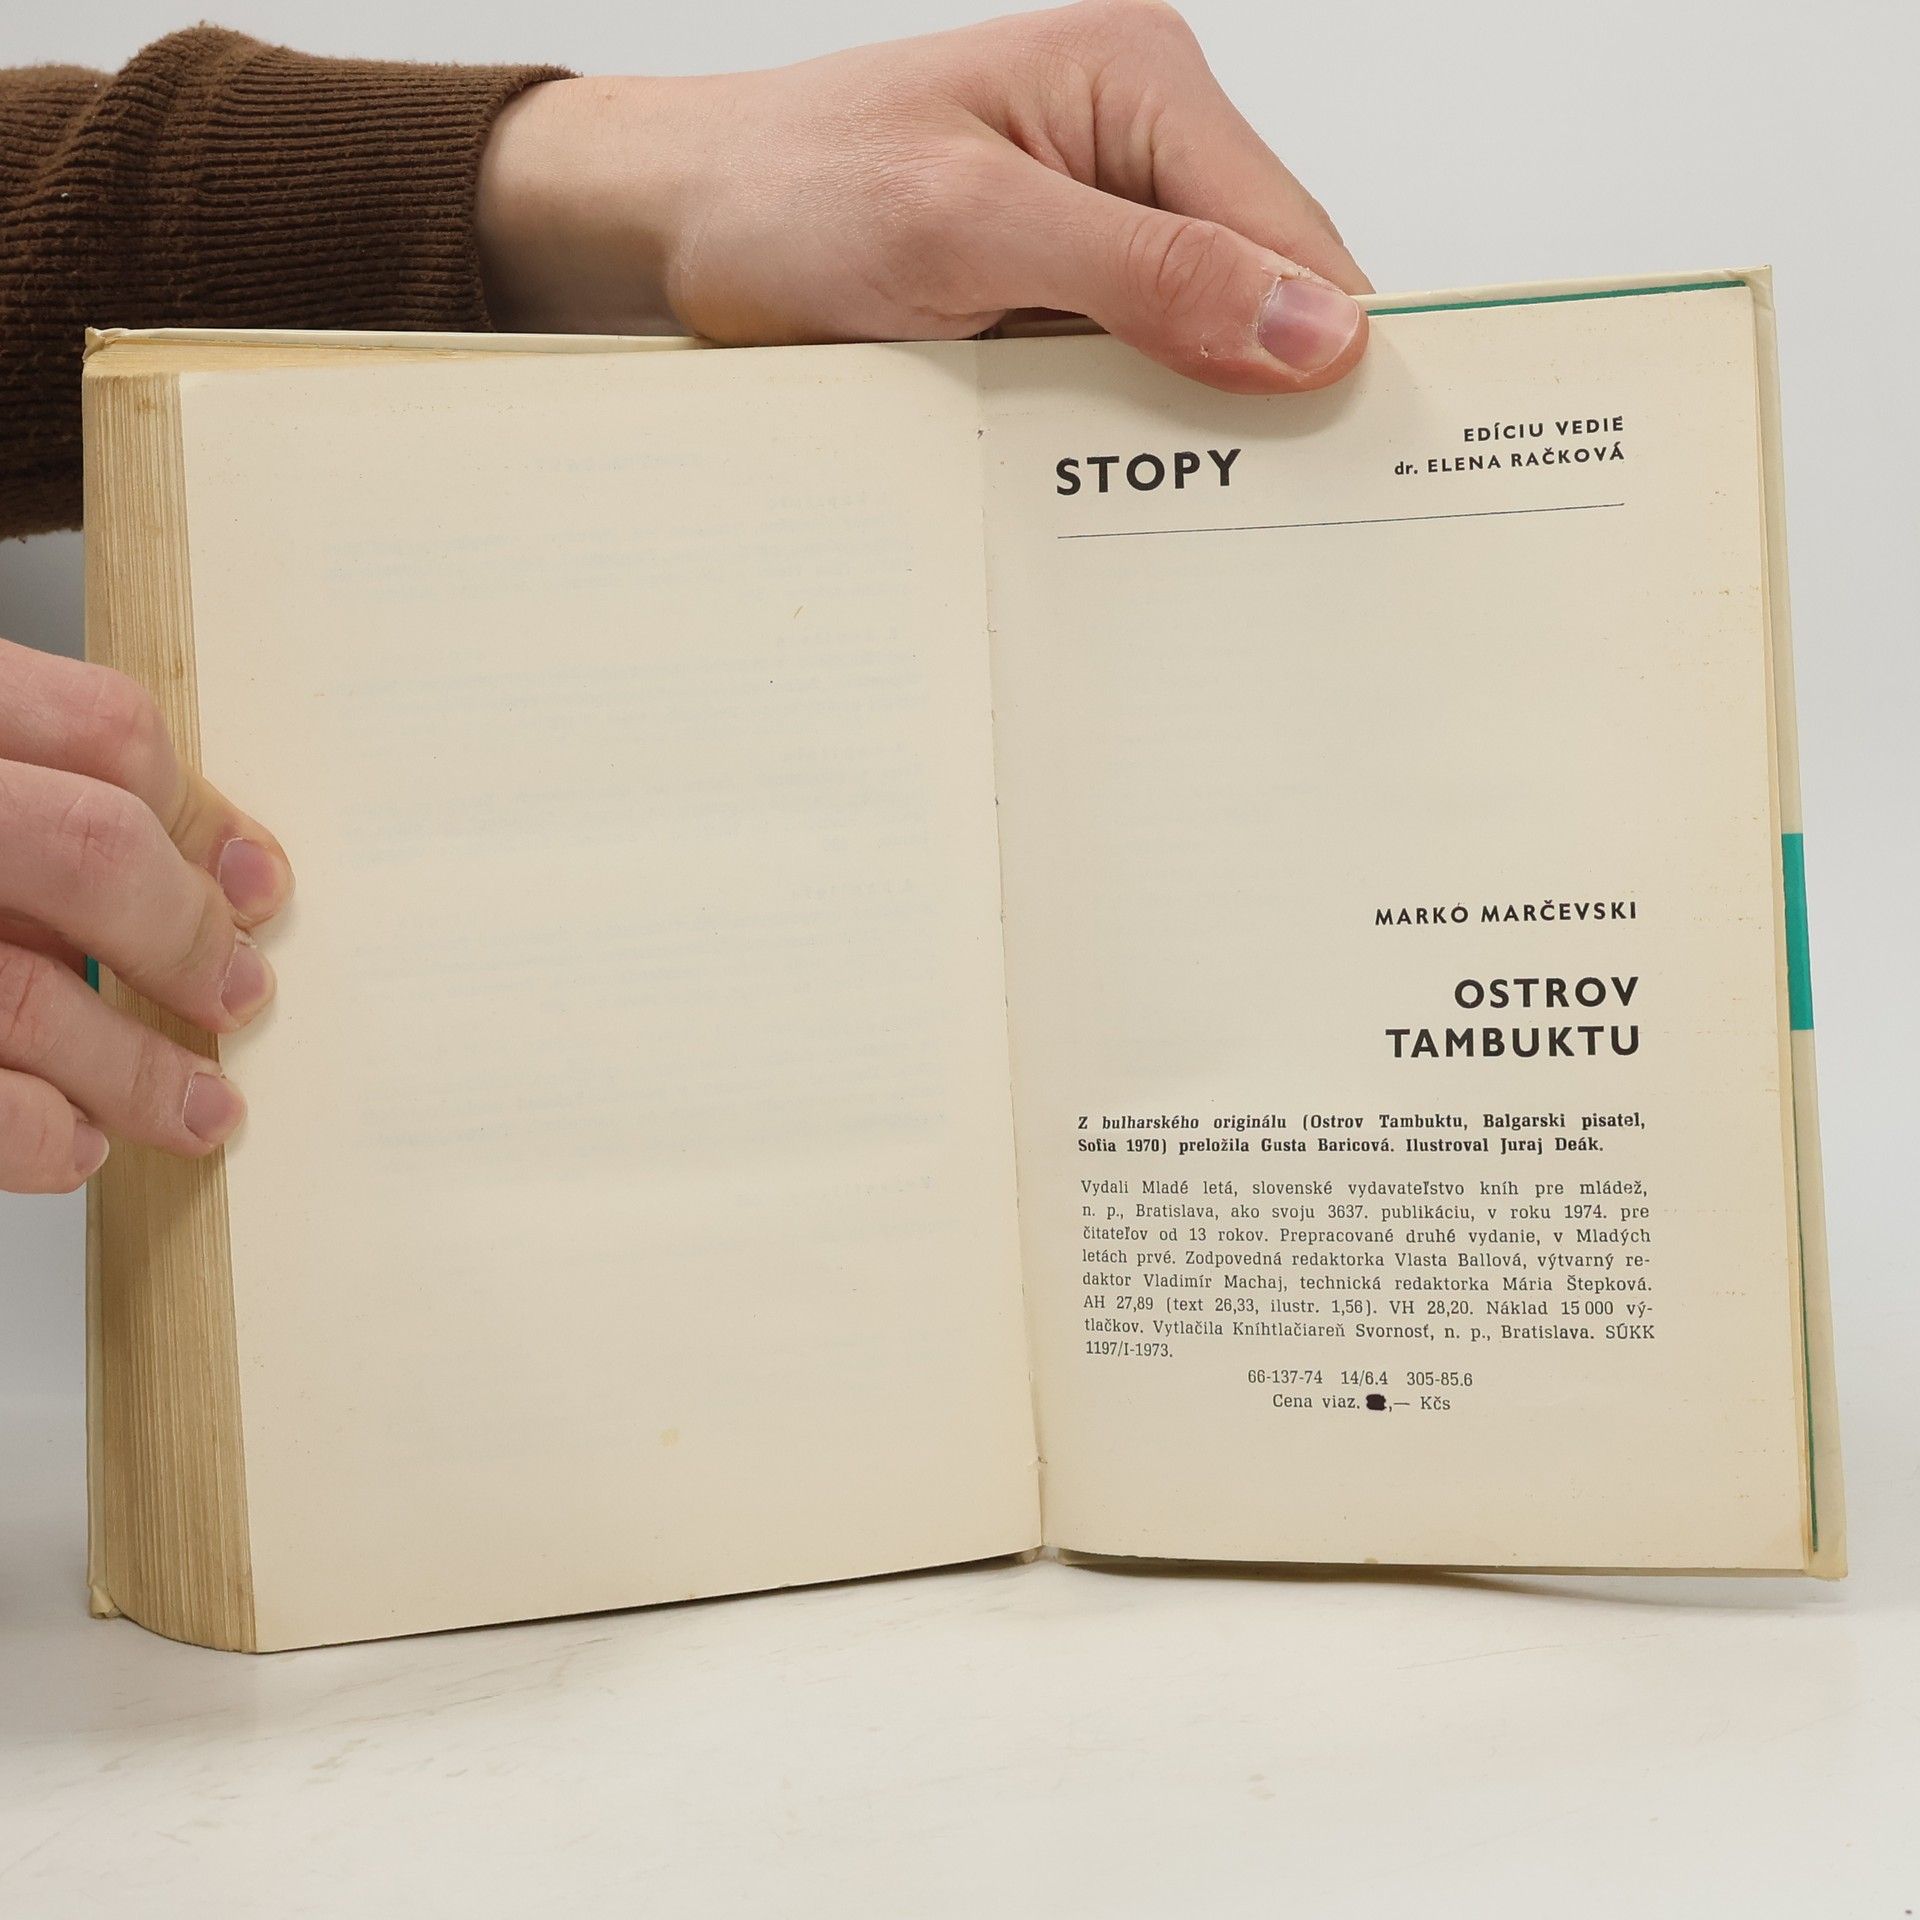 STOPY
EDÍCIU VEDIE
dr. ELENA RAČKOVÁ
MARKO MARČEVSKI
OSTROV
TAMBUKTU
Z bulharského originálu (Ostrov Tambuktu, Balgarski pisatel,
Sofia 1970) preložila Gusta Baricová. Ilustroval Juraj Deák.
Vydali Mladé letá, slovenské vydavateľstvo kníh pre mládež,
n. p., Bratislava, ako svoju 3637. publikáciu, v roku 1974. pre
čitateľov od 13 rokov. Prepracované druhé vydanie, v Mladých
letách prvé. Zodpovedná redaktorka Vlasta Ballová, výtvarný re-
daktor Vladimír Machaj, technická redaktorka Mária Štepková.
AH 27,89 (text 26,33, ilustr. 1,56). VH 28,20. Náklad 15 000 vý-
tlačkov. Vytlačila Kníhtlačiareň Svornosť, n. p., Bratislava. SÚKK
1197/I-1973.
66-137-74 14/6.4 305-85.6
Cena viaz. ,— Kčs